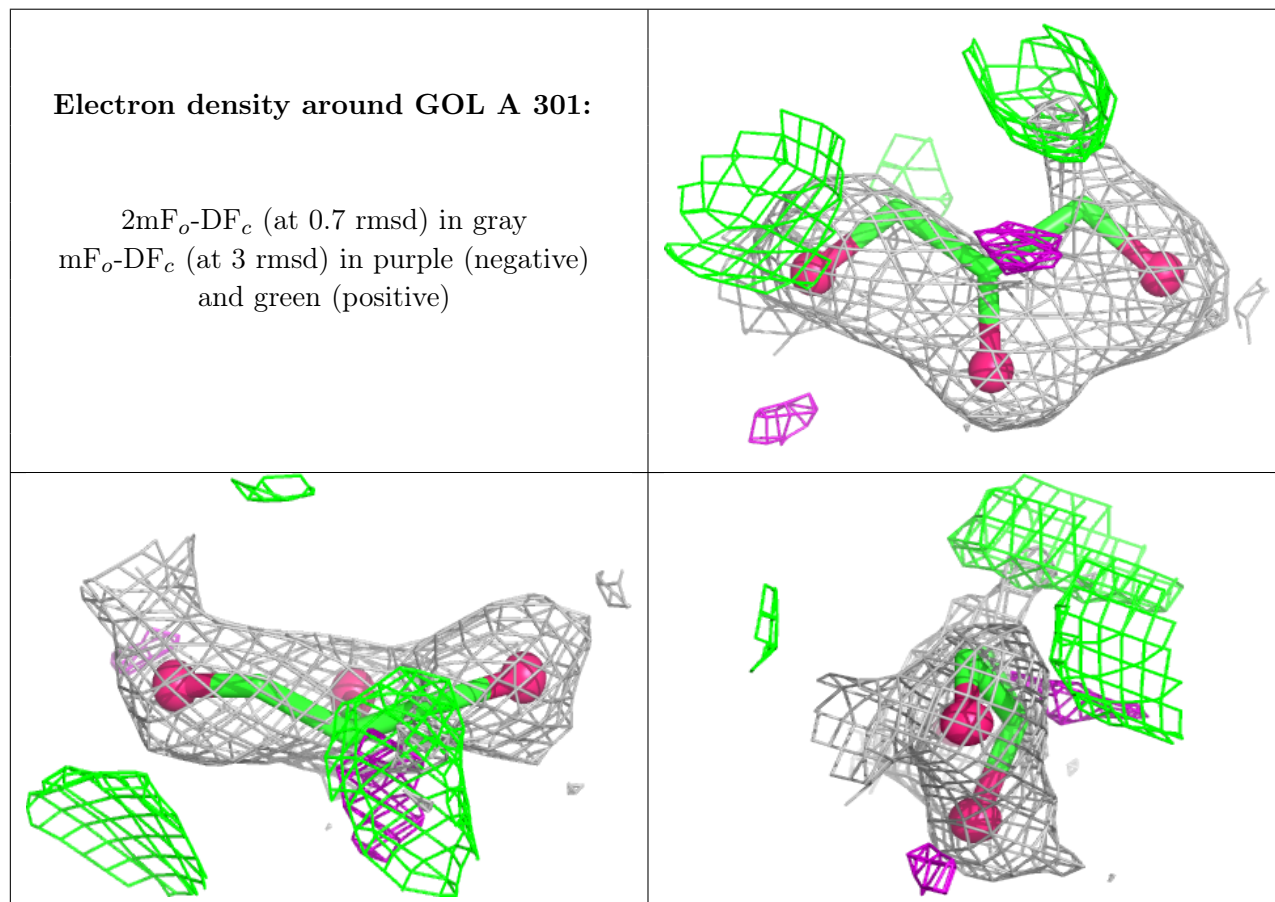 Electron density around GOL A 301:
2mFo-DFc (at 0.7 rmsd) in gray
mFo-DFc (at 3 rmsd) in purple (negative)
and green (positive)